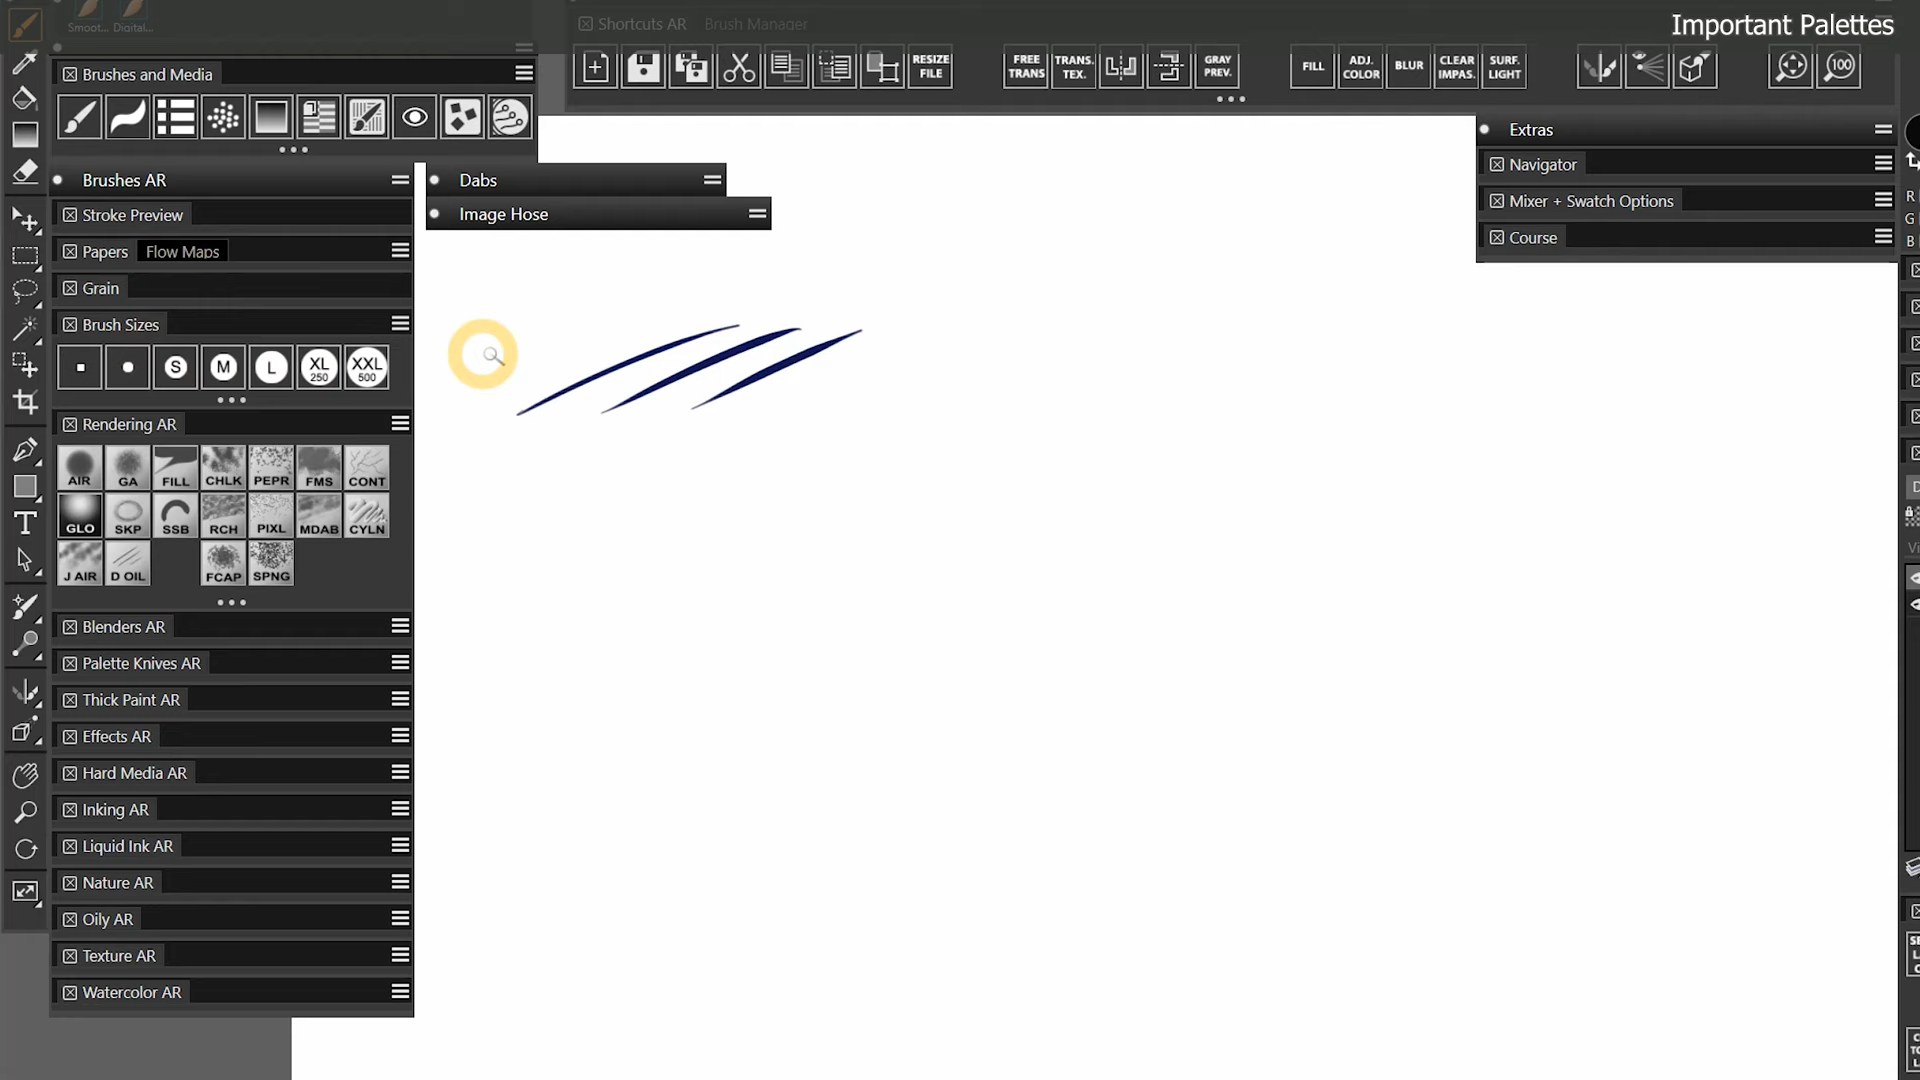 Important Palettes
Smoot... Digital...
Shortcuts AR Brush Manager
RESIZE FILE
FREE TRANS
TRANS. TEX.
GRAY PREV.
FILL
ADJ. COLOR
BLUR
CLEAR IMPAS.
SURF. LIGHT
100
Brushes and Media
Brushes AR
Stroke Preview
Papers Flow Maps
Grain
Brush Sizes
S M L XL 250 XXL 500
Rendering AR
AIR GA FILL CHLK PEPR FMS CONT
GLO SKP SSB RCH PIXL MDAB CYLN
J AIR D OIL FCAP SPNG
Blenders AR
Palette Knives AR
Thick Paint AR
Effects AR
Hard Media AR
Inking AR
Liquid Ink AR
Nature AR
Oily AR
Texture AR
Watercolor AR
Dabs
Image Hose
Extras
Navigator
Mixer + Swatch Options
Course
R
G
B
T